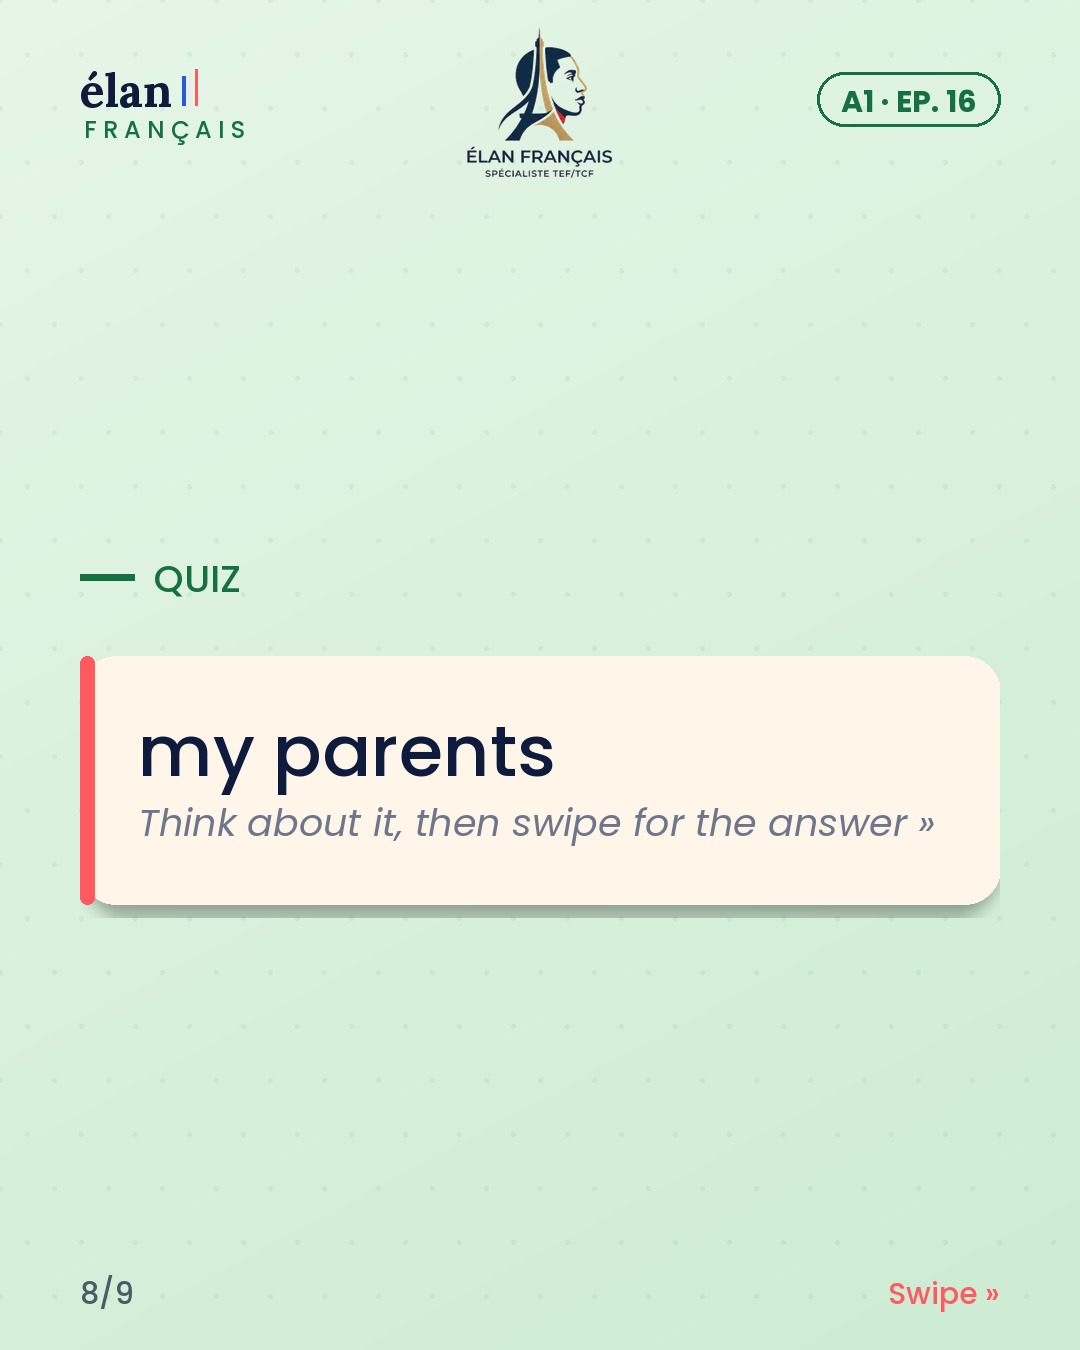 élan
FRANÇAIS
ÉLAN FRANÇAIS
SPÉCIALISTE TEF/TCF
A1 · EP. 16
QUIZ
my parents
Think about it, then swipe for the answer »
8/9
Swipe »